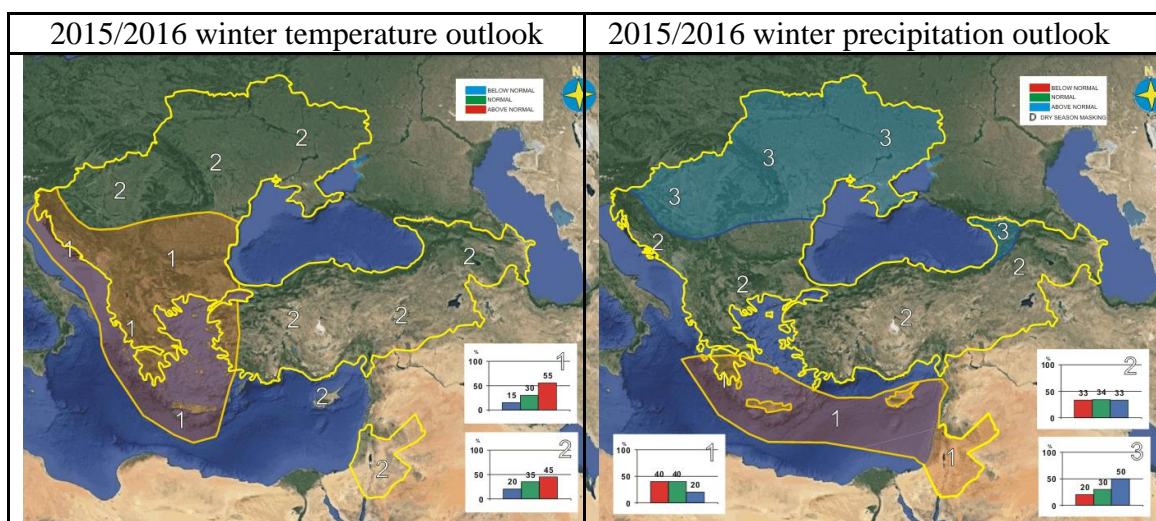 2015/2016 winter temperature outlook
2015/2016 winter precipitation outlook
N
BELOW NORMAL
NORMAL
ABOVE NORMAL
2
2
2
1
1
2
2
2
1
1
2
2
% 1
100
50
0
15 30 55
% 2
100
50
0
20 35 45
N
BELOW NORMAL
NORMAL
ABOVE NORMAL
D DRY SEASON MASKING
3
3
3
3
2
2
2
2
1
1
1
% 2
100
50
0
33 34 33
% 1
100
50
0
40 40 20
% 3
100
50
0
20 30 50